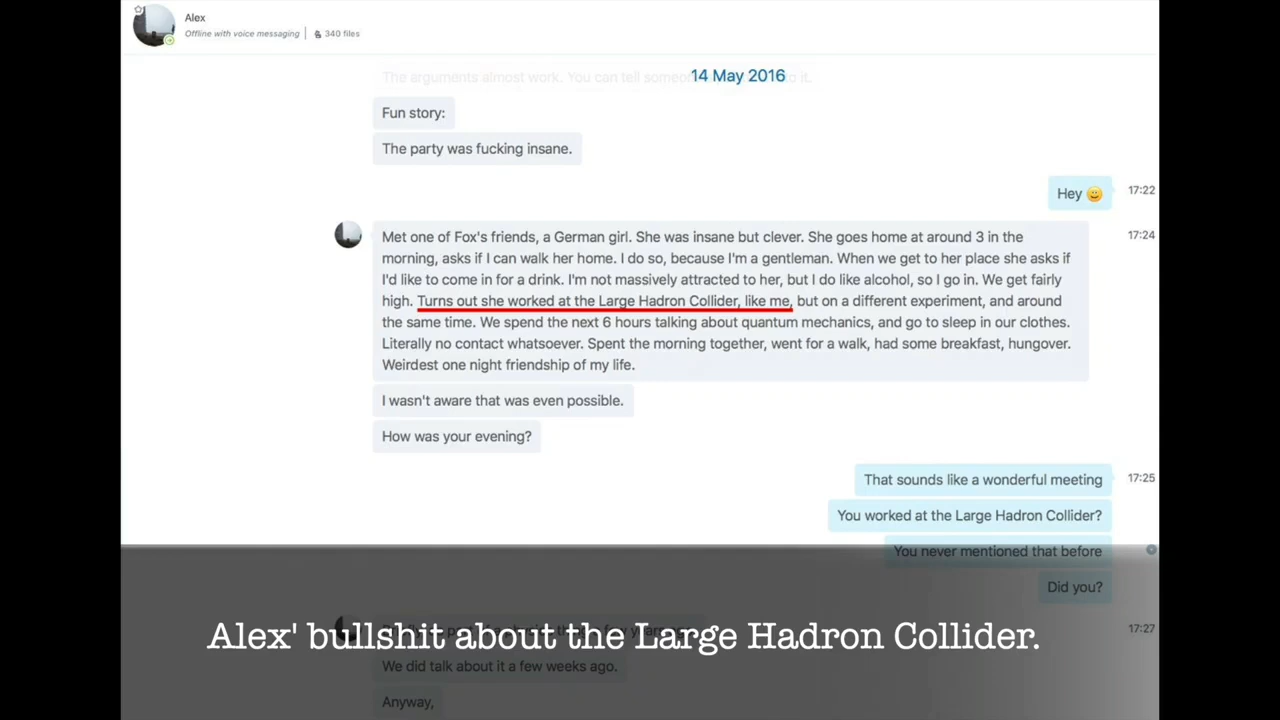 Alex
Offline with voice messaging | 340 files
The arguments almost work. You can tell
14 May 2016
it.
Fun story:
The party was fucking insane.
Hey 😀
17:22
Met one of Fox's friends, a German girl. She was insane but clever. She goes home at around 3 in the
17:24
morning, asks if I can walk her home. I do so, because I'm a gentleman. When we get to her place she asks if
I'd like to come in for a drink. I'm not massively attracted to her, but I do like alcohol, so I go in. We get fairly
high. Turns out she worked at the Large Hadron Collider, like me, but on a different experiment, and around
the same time. We spend the next 6 hours talking about quantum mechanics, and go to sleep in our clothes.
Literally no contact whatsoever. Spent the morning together, went for a walk, had some breakfast, hungover.
Weirdest one night friendship of my life.
I wasn't aware that was even possible.
How was your evening?
That sounds like a wonderful meeting
17:25
You worked at the Large Hadron Collider?
You never mentioned that before
Did you?
17:27
Alex' bullshit about the Large Hadron Collider.
We did talk about it a few weeks ago.
Anyway,